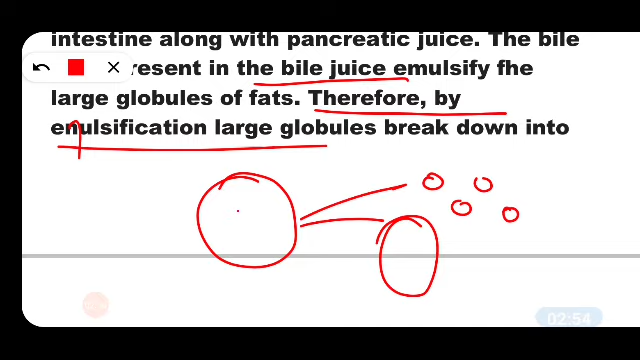 intestine along with pancreatic juice. The bile
resent in the bile juice emulsify fhe
large globules of fats. Therefore, by
enulsification large globules break down into
02:54